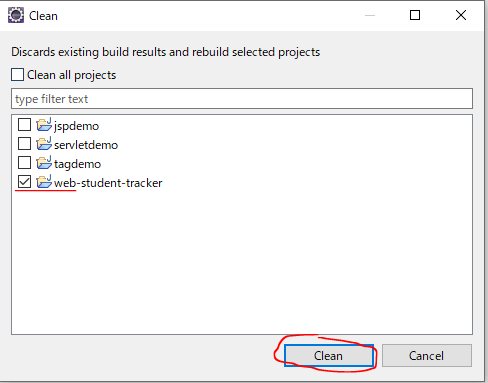 Clean
Discards existing build results and rebuild selected projects
Clean all projects
type filter text
jspdemo
servletdemo
tagdemo
web-student-tracker
Clean Cancel